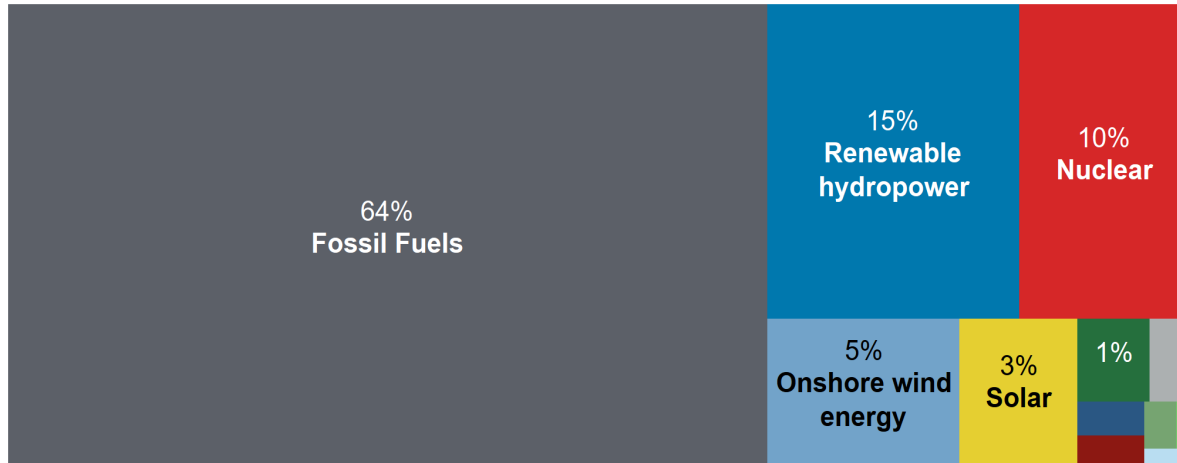 64%
Fossil Fuels
15%
Renewable
hydropower
10%
Nuclear
5%
Onshore wind
energy
3%
Solar
1%